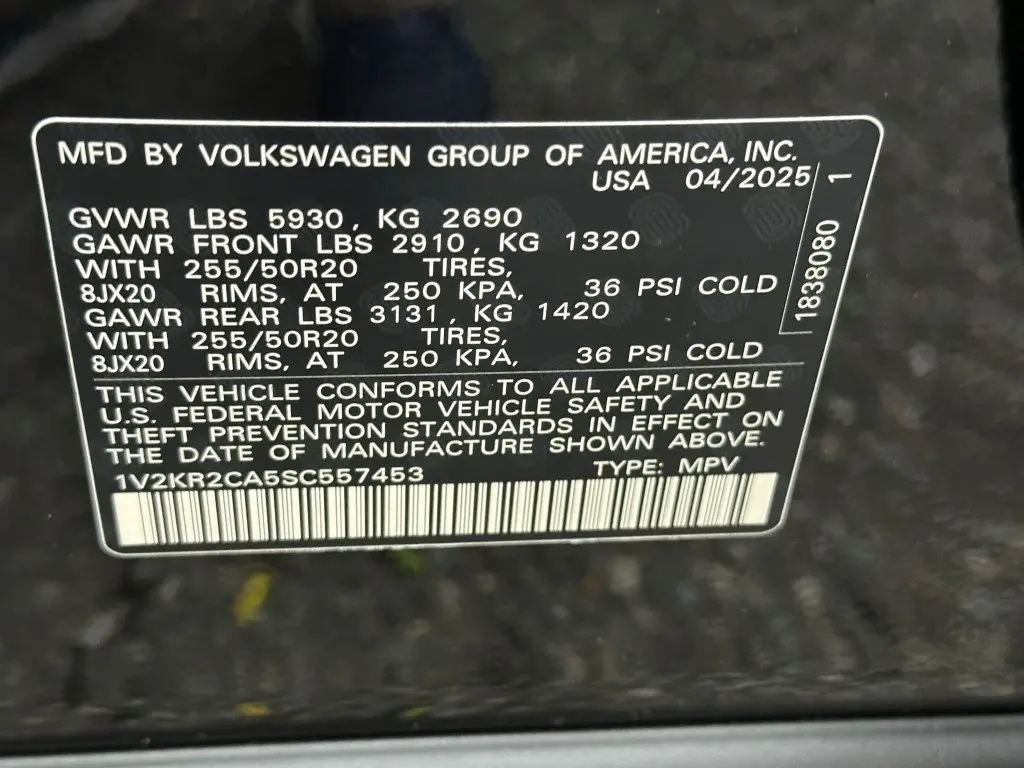 MFD BY VOLKSWAGEN GROUP OF AMERICA, INC.
USA 04/2025
GVWR LBS 5930, KG 2690
GAWR FRONT LBS 2910, KG 1320
WITH 255/50R20 TIRES,
8JX20 RIMS, AT 250 KPA, 36 PSI COLD
GAWR REAR LBS 3131, KG 1420
WITH 255/50R20 TIRES,
8JX20 RIMS, AT 250 KPA, 36 PSI COLD
1838080 1
THIS VEHICLE CONFORMS TO ALL APPLICABLE
U.S. FEDERAL MOTOR VEHICLE SAFETY AND
THEFT PREVENTION STANDARDS IN EFFECT ON
THE DATE OF MANUFACTURE SHOWN ABOVE.
1V2KR2CA5SC557453 TYPE: MPV